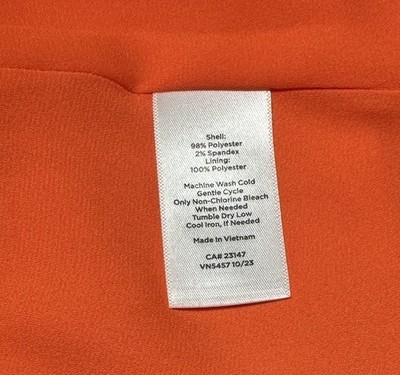 Shell:
98% Polyester
2% Spandex
Lining:
100% Polyester
Machine Wash Cold
Gentle Cycle
Only Non-Chlorine Bleach
When Needed
Tumble Dry Low
Cool Iron, If Needed
Made in Vietnam
CA# 23147
VN5457 10/23